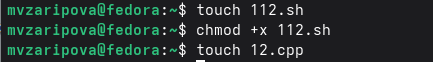 mvzaripova@fedora:~$ touch 112.sh
mvzaripova@fedora:~$ chmod +x 112.sh
mvzaripova@fedora:~$ touch 12.cpp